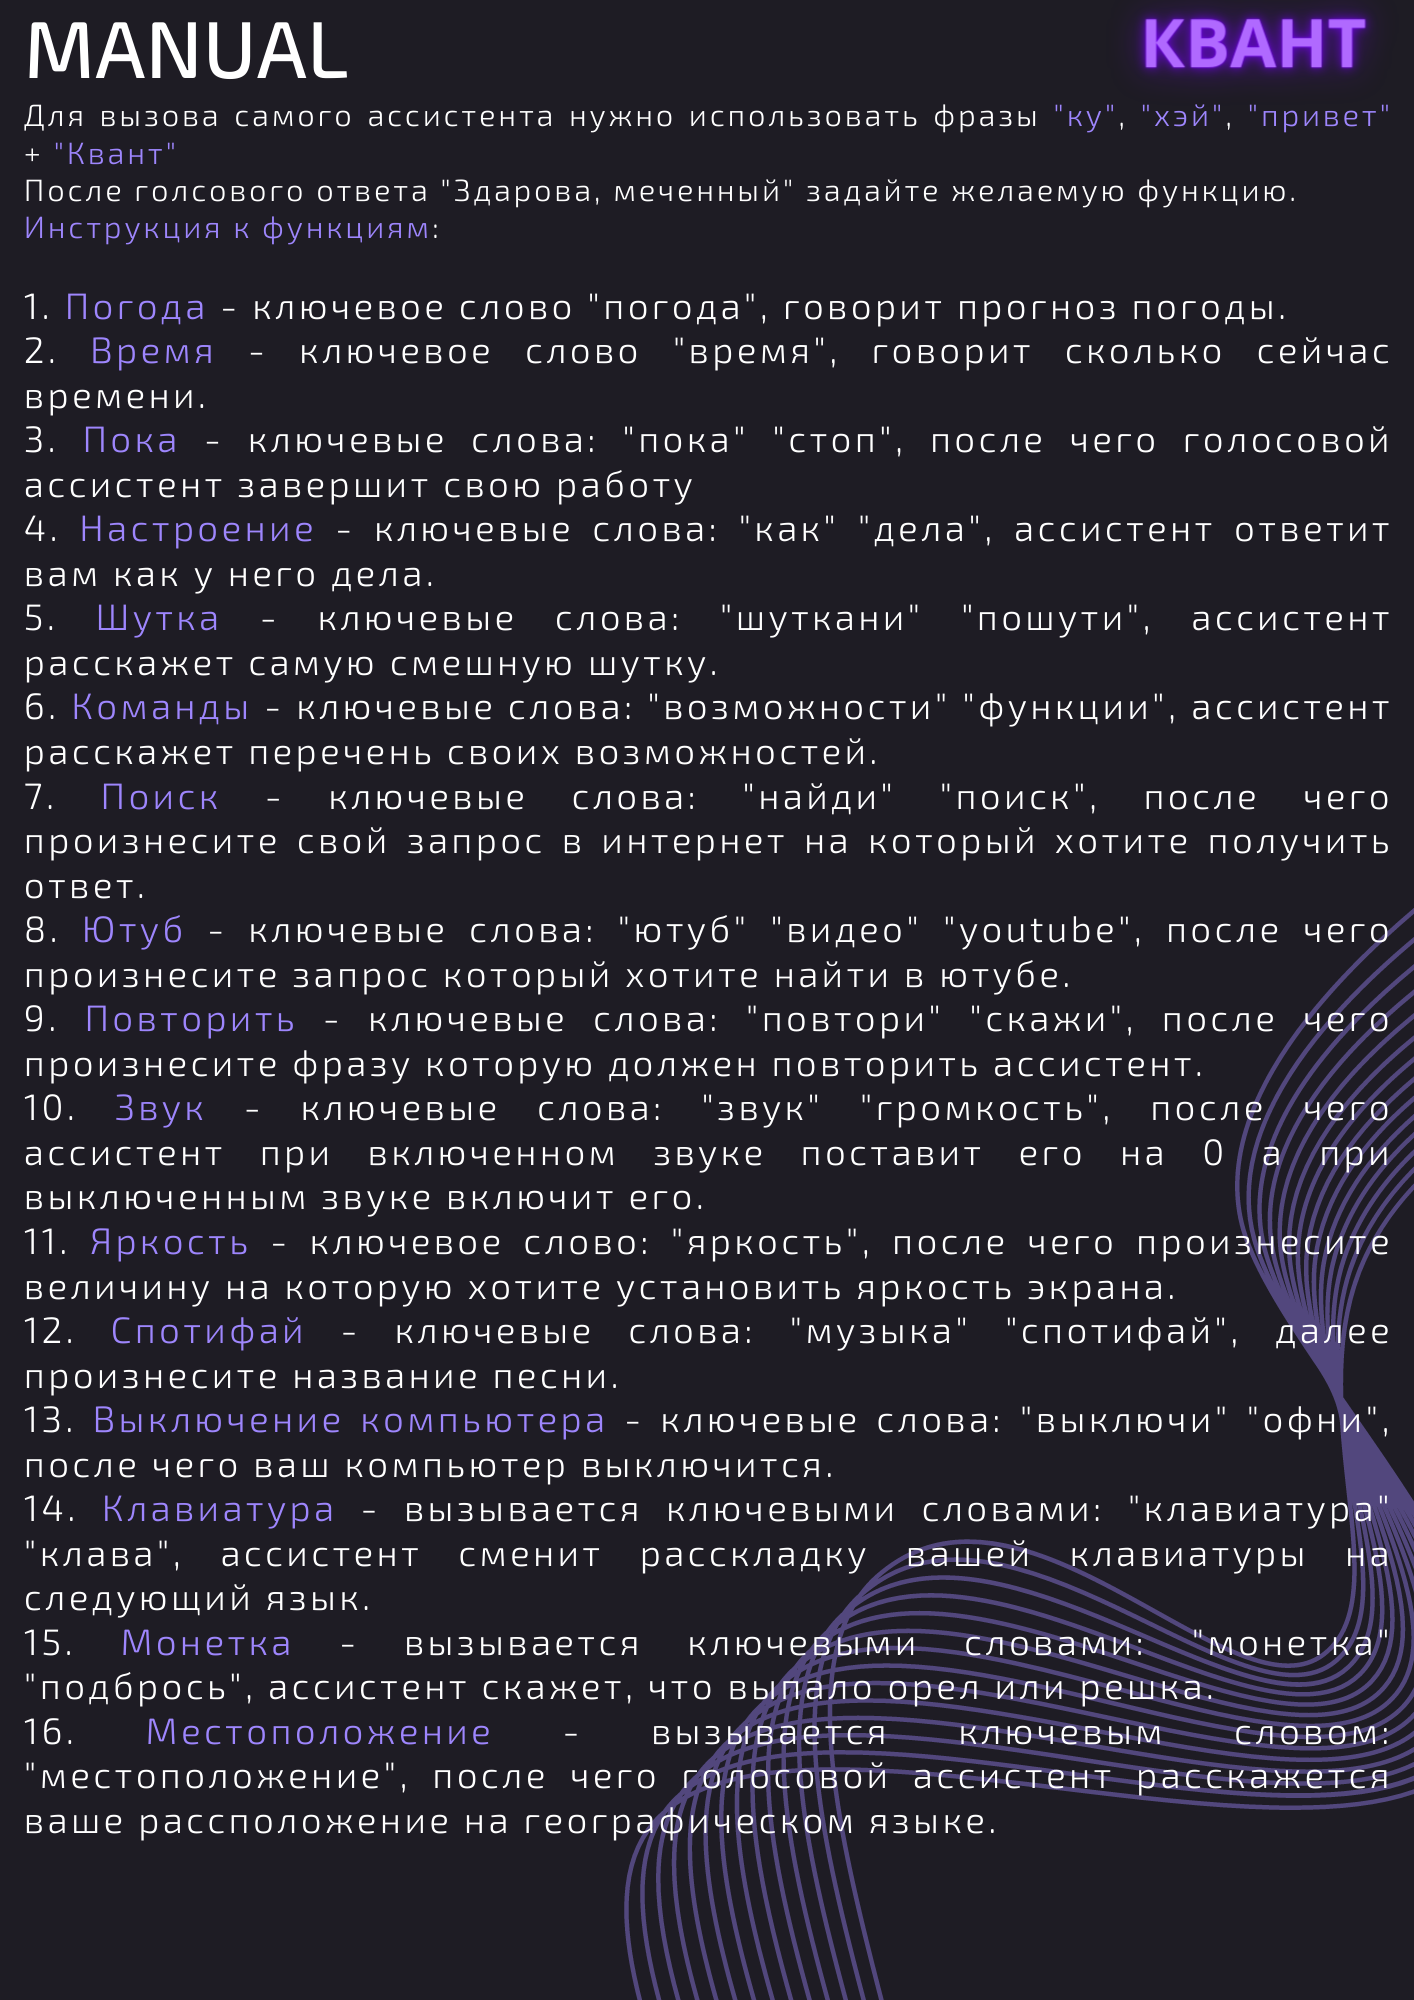 MANUAL
КВАНТ
Для вызова самого ассистента нужно использовать фразы "ку", "хэй", "привет"
+ "Квант"
После голсового ответа "Здарова, меченный" задайте желаемую функцию.
Инструкция к функциям:
1. Погода - ключевое слово "погода", говорит прогноз погоды.
2. Время - ключевое слово "время", говорит сколько сейчас
времени.
3. Пока - ключевые слова: "пока" "стоп", после чего голосовой
ассистент завершит свою работу
4. Настроение - ключевые слова: "как" "дела", ассистент ответит
вам как у него дела.
5. Шутка - ключевые слова: "шуткани" "пошути", ассистент
расскажет самую смешную шутку.
6. Команды - ключевые слова: "возможности" "функции", ассистент
расскажет перечень своих возможностей.
7. Поиск - ключевые слова: "найди" "поиск", после чего
произнесите свой запрос в интернет на который хотите получить
ответ.
8. Ютуб - ключевые слова: "ютуб" "видео" "youtube", после чего
произнесите запрос который хотите найти в ютубе.
9. Повторить - ключевые слова: "повтори" "скажи", после чего
произнесите фразу которую должен повторить ассистент.
10. Звук - ключевые слова: "звук" "громкость", после чего
ассистент при включенном звуке поставит его на 0 а при
выключенным звуке включит его.
11. Яркость - ключевое слово: "яркость", после чего произнесите
величину на которую хотите установить яркость экрана.
12. Спотифай - ключевые слова: "музыка" "спотифай", далее
произнесите название песни.
13. Выключение компьютера - ключевые слова: "выключи" "офни",
после чего ваш компьютер выключится.
14. Клавиатура - вызывается ключевыми словами: "клавиатура"
"клава", ассистент сменит расскладку вашей клавиатуры на
следующий язык.
15. Монетка - вызывается ключевыми словами: "монетка"
"подбрось", ассистент скажет, что выпало орел или решка.
16. Местоположение - вызывается ключевым словом:
"местоположение", после чего голосовой ассистент расскажется
ваше рассположение на географическом языке.